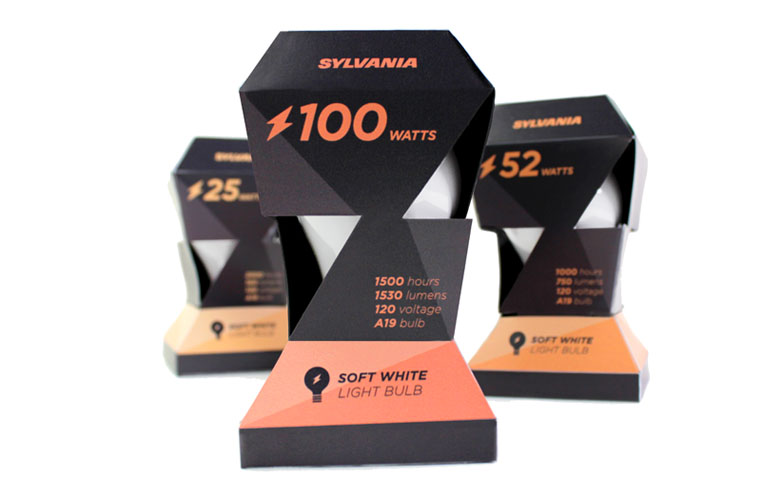 SYLVANIA
100 WATTS
1500 hours
1530 lumens
120 voltage
A19 bulb
SOFT WHITE
LIGHT BULB
SYLVANIA
25 WATTS
SOFT WHITE
LIGHT BULB
SYLVANIA
52 WATTS
1000 hours
750 lumens
120 voltage
A19 bulb
SOFT WHITE
LIGHT BULB